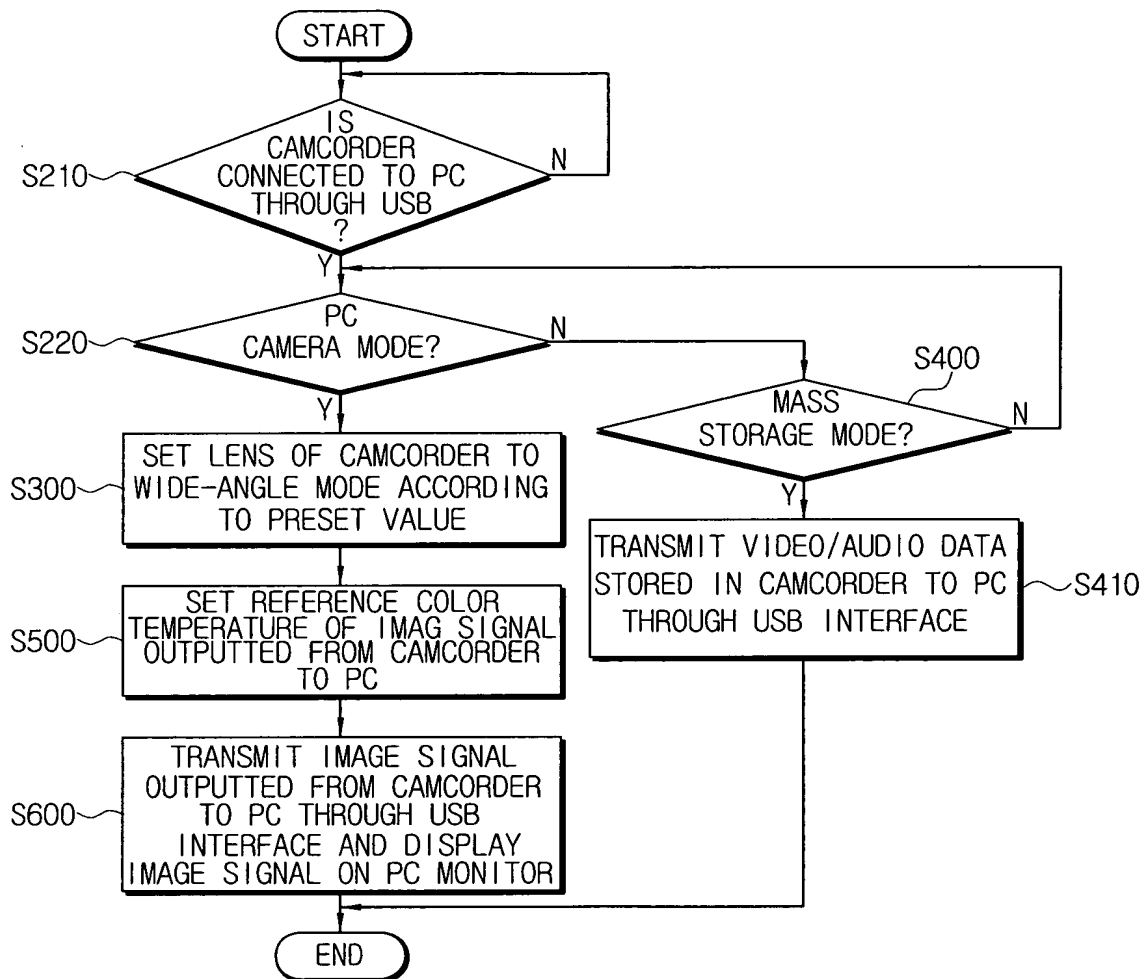 START
IS
CAMCORDER
CONNECTED TO PC
THROUGH USB
?
S210
N
Y
PC
CAMERA MODE?
S220
N
Y
S400
MASS
STORAGE MODE?
N
Y
SET LENS OF CAMCORDER TO
WIDE-ANGLE MODE ACCORDING
TO PRESET VALUE
S300
TRANSMIT VIDEO/AUDIO DATA
STORED IN CAMCORDER TO PC
THROUGH USB INTERFACE
S410
SET REFERENCE COLOR
TEMPERATURE OF IMAG SIGNAL
OUTPUTTED FROM CAMCORDER
TO PC
S500
TRANSMIT IMAGE SIGNAL
OUTPUTTED FROM CAMCORDER
TO PC THROUGH USB
INTERFACE AND DISPLAY
IMAGE SIGNAL ON PC MONITOR
S600
END